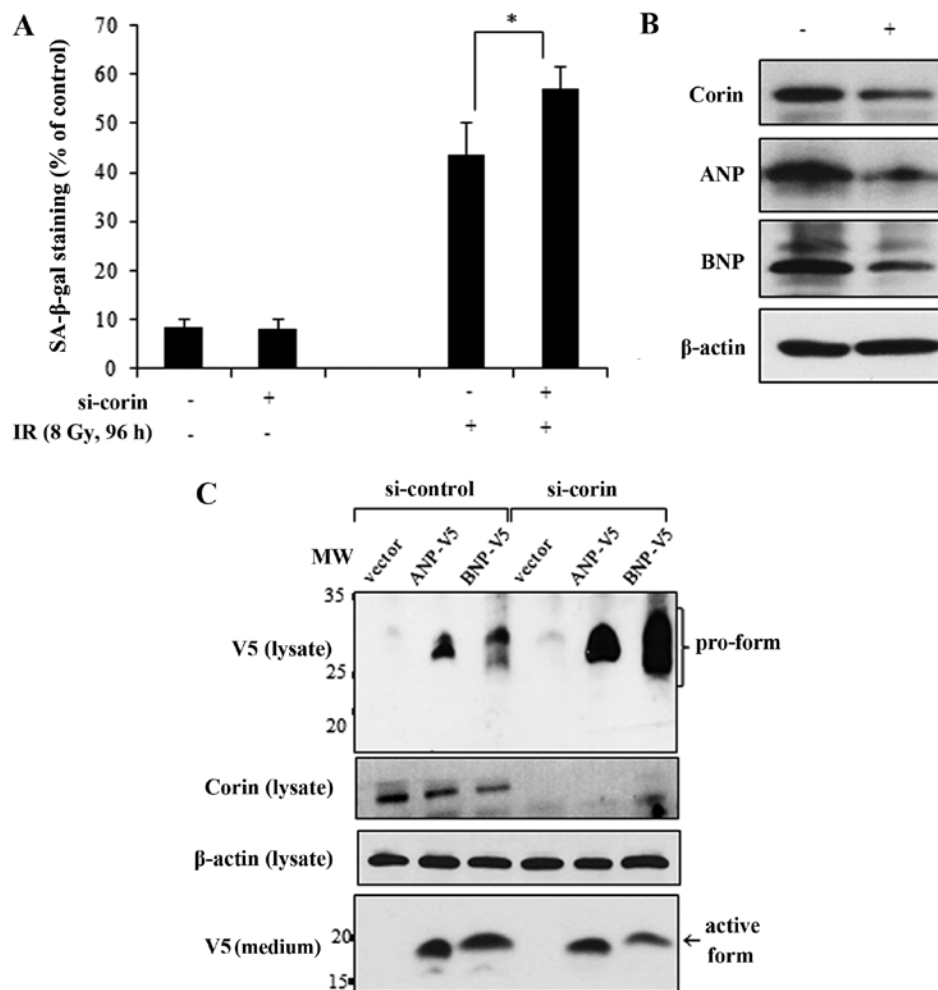 A
*
70
60
50
40
30
20
10
0
SA-β-gal staining (% of control)
si-corin - + - +
IR (8 Gy, 96 h) - - + +
B
- +
Corin
ANP
BNP
β-actin
C
si-control si-corin
MW vector ANP-V5 BNP-V5 vector ANP-V5 BNP-V5
35
V5 (lysate) pro-form
25
20
Corin (lysate)
β-actin (lysate)
20
V5 (medium) ← active form
15